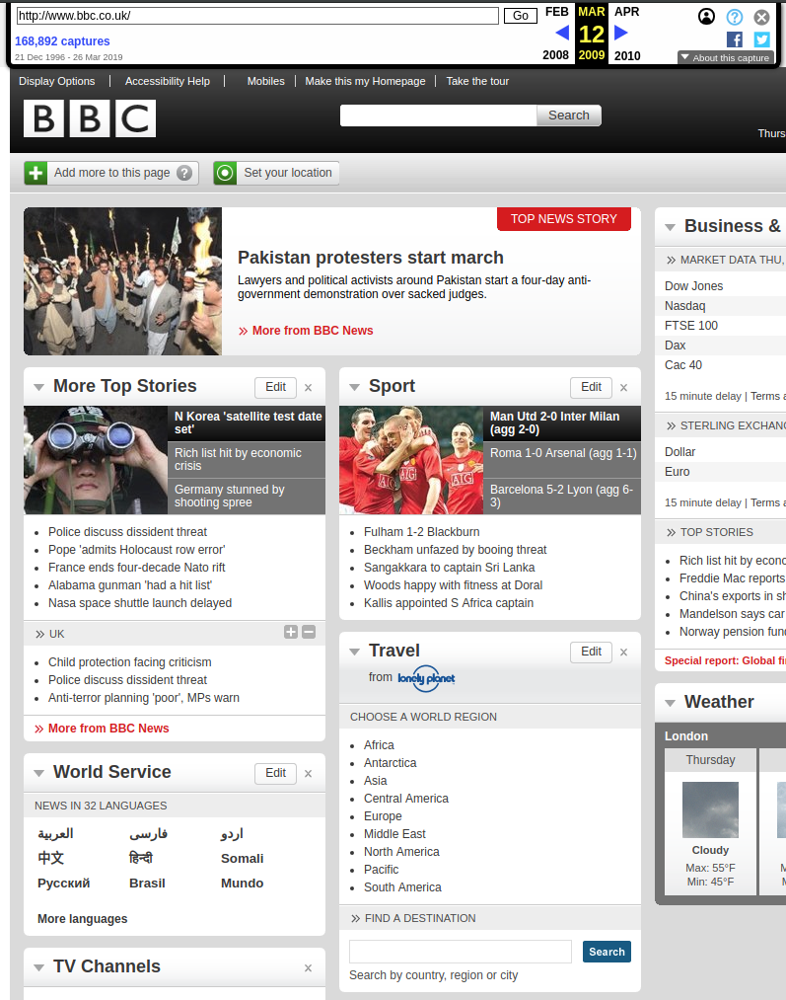 http://www.bbc.co.uk/
Go
FEB MAR APR
168,892 captures
12
21 Dec 1996 - 26 Mar 2019
2008 2009 2010
About this capture
Display Options
Accessibility Help
Mobiles
Make this my Homepage
Take the tour
BBC
Search
Thurs
Add more to this page ?
Set your location
TOP NEWS STORY
Pakistan protesters start march
Lawyers and political activists around Pakistan start a four-day anti-
government demonstration over sacked judges.
More from BBC News
More Top Stories
Edit x
N Korea 'satellite test date
set'
Rich list hit by economic
crisis
Germany stunned by
shooting spree
Police discuss dissident threat
Pope 'admits Holocaust row error'
France ends four-decade Nato rift
Alabama gunman 'had a hit list'
Nasa space shuttle launch delayed
UK
Child protection facing criticism
Police discuss dissident threat
Anti-terror planning 'poor', MPs warn
More from BBC News
World Service
Edit x
NEWS IN 32 LANGUAGES
العربية فارسی اردو
中文 हिन्दी Somali
Русский Brasil Mundo
More languages
TV Channels
x
Sport
Edit x
Man Utd 2-0 Inter Milan
(agg 2-0)
Roma 1-0 Arsenal (agg 1-1)
Barcelona 5-2 Lyon (agg 6-
3)
AIG
AIG
Fulham 1-2 Blackburn
Beckham unfazed by booing threat
Sangakkara to captain Sri Lanka
Woods happy with fitness at Doral
Kallis appointed S Africa captain
Travel
Edit x
from lonely planet
CHOOSE A WORLD REGION
Africa
Antarctica
Asia
Central America
Europe
Middle East
North America
Pacific
South America
FIND A DESTINATION
Search
Search by country, region or city
Business &
MARKET DATA THU,
Dow Jones
Nasdaq
FTSE 100
Dax
Cac 40
15 minute delay | Terms a
STERLING EXCHANG
Dollar
Euro
15 minute delay | Terms a
TOP STORIES
Rich list hit by econo
Freddie Mac reports
China's exports in sh
Mandelson says car
Norway pension fund
Special report: Global fi
Weather
London
Thursday
Cloudy
Max: 55°F
Min: 45°F